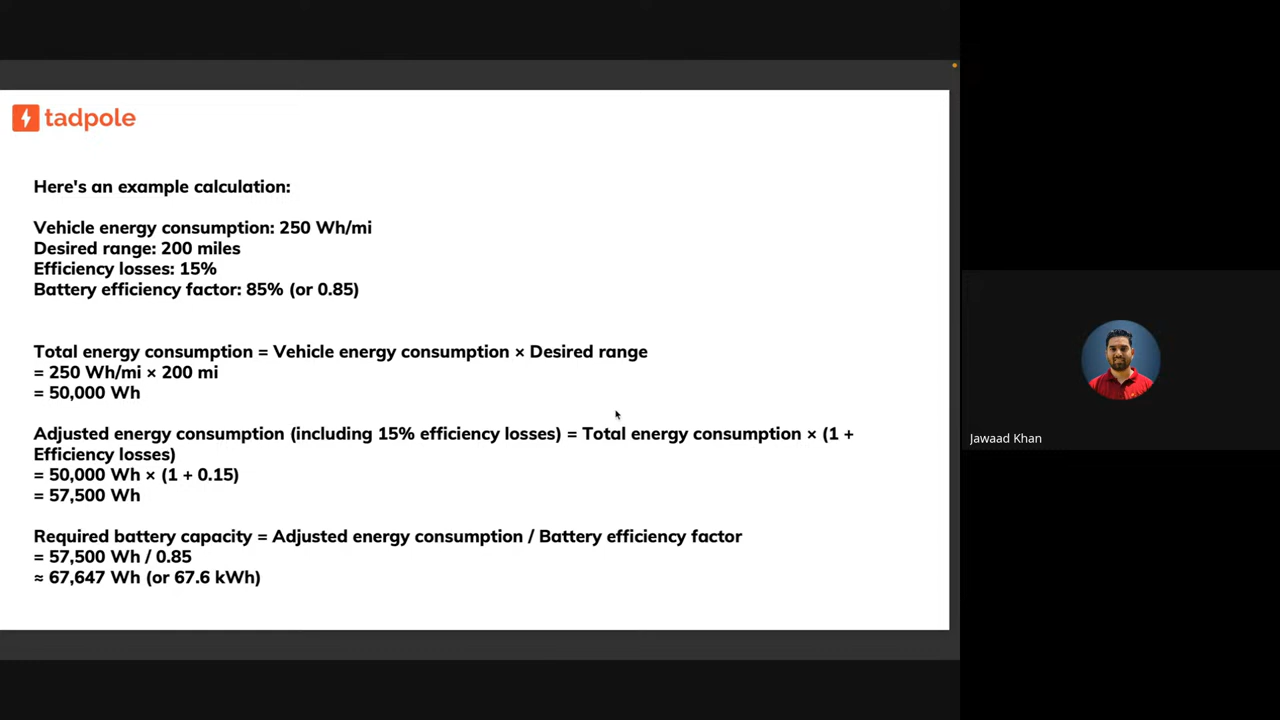 tadpole
Here's an example calculation:
Vehicle energy consumption: 250 Wh/mi
Desired range: 200 miles
Efficiency losses: 15%
Battery efficiency factor: 85% (or 0.85)
Total energy consumption = Vehicle energy consumption × Desired range
= 250 Wh/mi × 200 mi
= 50,000 Wh
Adjusted energy consumption (including 15% efficiency losses) = Total energy consumption × (1 +
Efficiency losses)
= 50,000 Wh × (1 + 0.15)
= 57,500 Wh
Required battery capacity = Adjusted energy consumption / Battery efficiency factor
= 57,500 Wh / 0.85
≈ 67,647 Wh (or 67.6 kWh)
Jawaad Khan